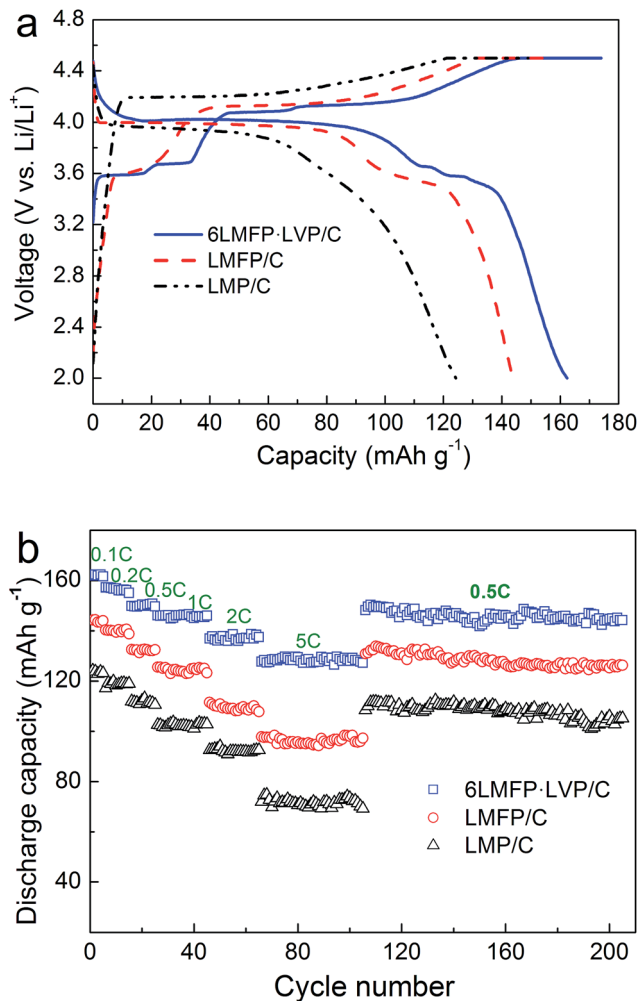 a
4.8
4.4
4.0
3.6
3.2
2.8
2.4
2.0
Voltage (V vs. Li/Li⁺)
6LMFP·LVP/C
LMFP/C
LMP/C
0 20 40 60 80 100 120 140 160 180
Capacity (mAh g⁻¹)
b
0.1C
0.2C
0.5C
1C
2C
5C
0.5C
160
120
80
40
Discharge capacity (mAh g⁻¹)
6LMFP·LVP/C
LMFP/C
LMP/C
0 40 80 120 160 200
Cycle number